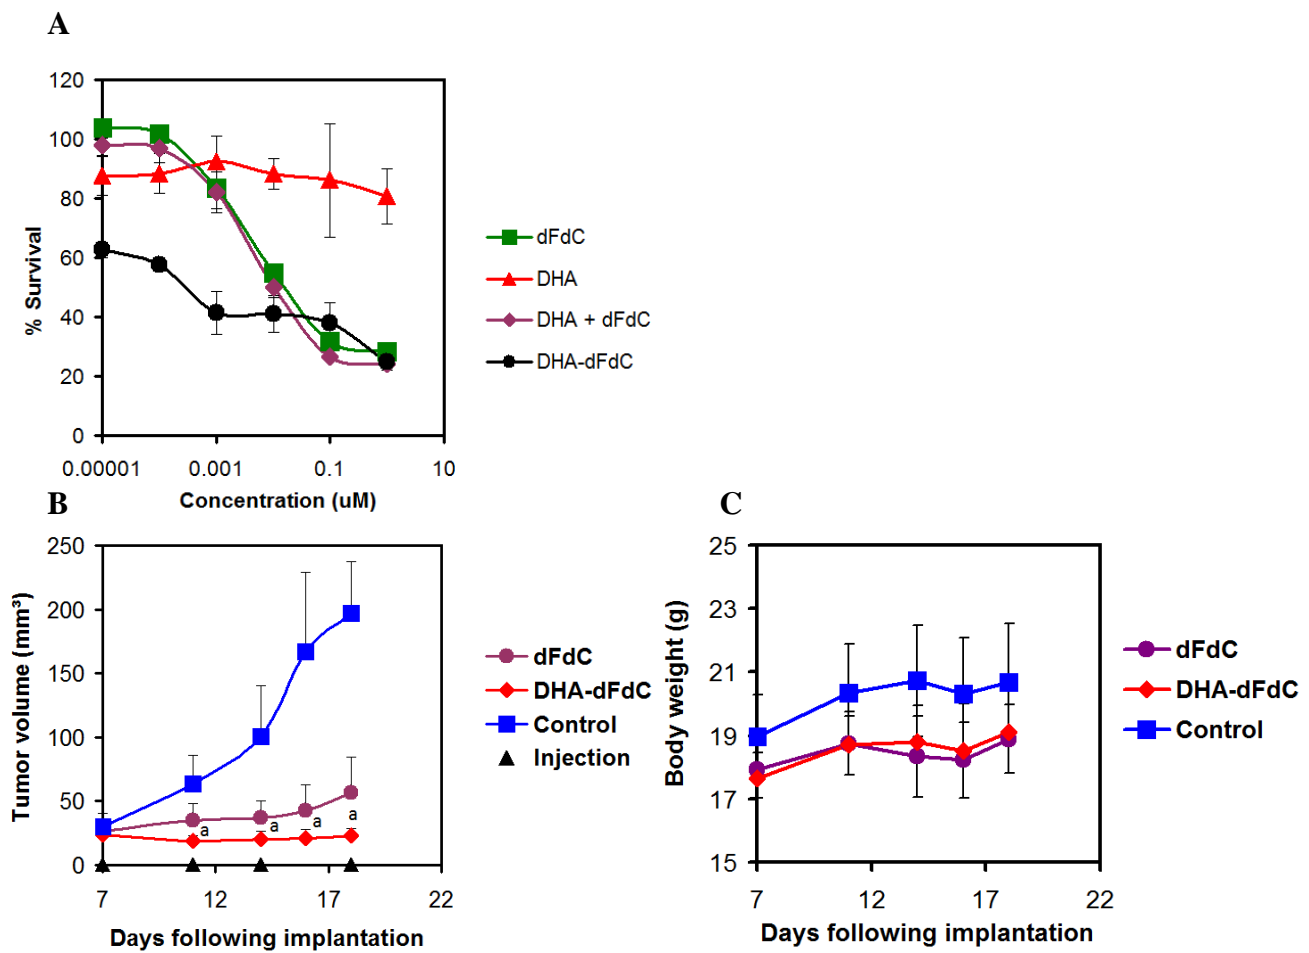 A
120
100
80
60
40
20
0
% Survival
0.00001 0.001 0.1 10
Concentration (uM)
dFdC
DHA
DHA + dFdC
DHA-dFdC
B
250
200
150
100
50
0
Tumor volume (mm³)
a a a a
7 12 17 22
Days following implantation
dFdC
DHA-dFdC
Control
Injection
C
25
23
21
19
17
15
Body weight (g)
7 12 17 22
Days following implantation
dFdC
DHA-dFdC
Control